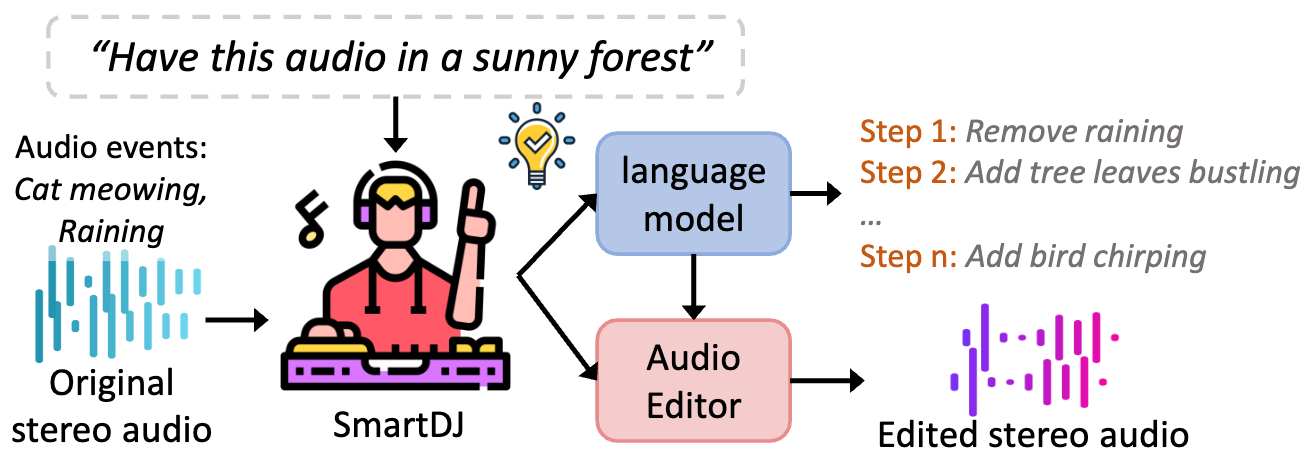 “Have this audio in a sunny forest”
Audio events:
Cat meowing,
Raining
Original
stereo audio
SmartDJ
language
model
Audio
Editor
Step 1: Remove raining
Step 2: Add tree leaves bustling
...
Step n: Add bird chirping
Edited stereo audio